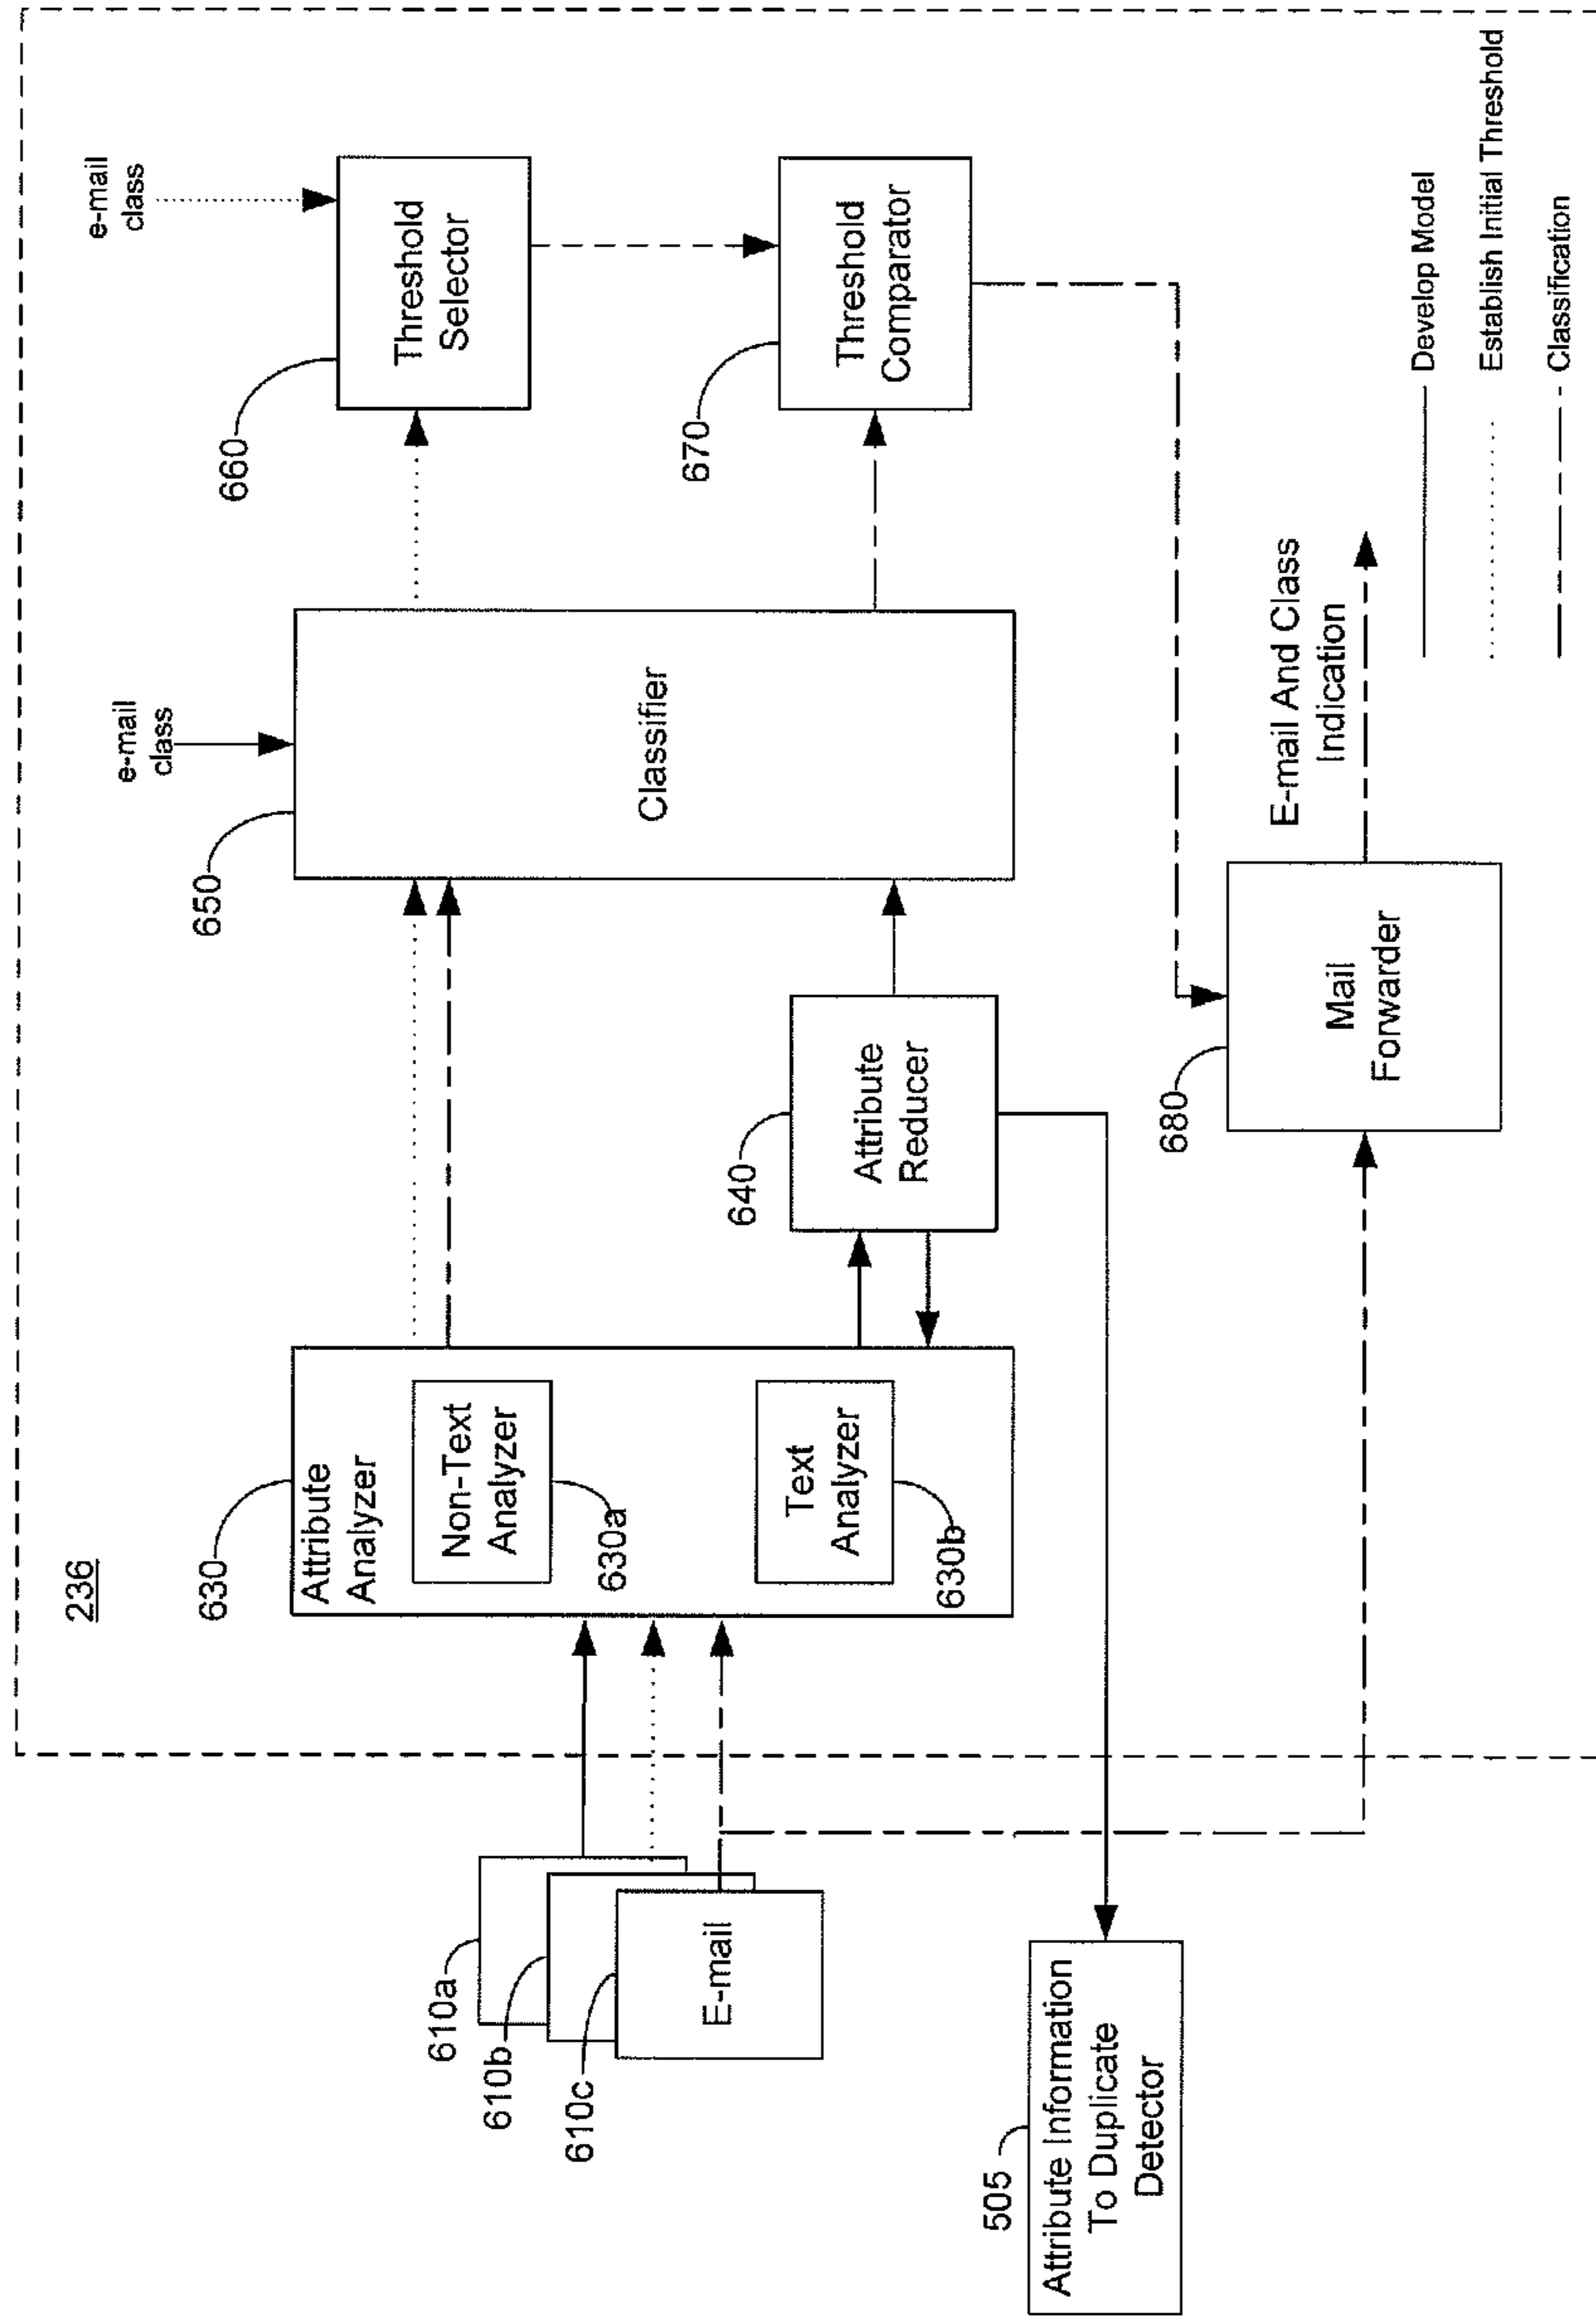 236
630
Attribute
Analyzer
Non-Text
Analyzer
630a
Text
Analyzer
630b
610a
610b
610c
E-mail
505
Attribute Information
To Duplicate
Detector
640
Attribute
Reducer
650
e-mail
class
Classifier
660
e-mail
class
Threshold
Selector
670
Threshold
Comparator
680
Mail
Forwarder
E-mail And Class
Indication
Develop Model
Establish Initial Threshold
Classification